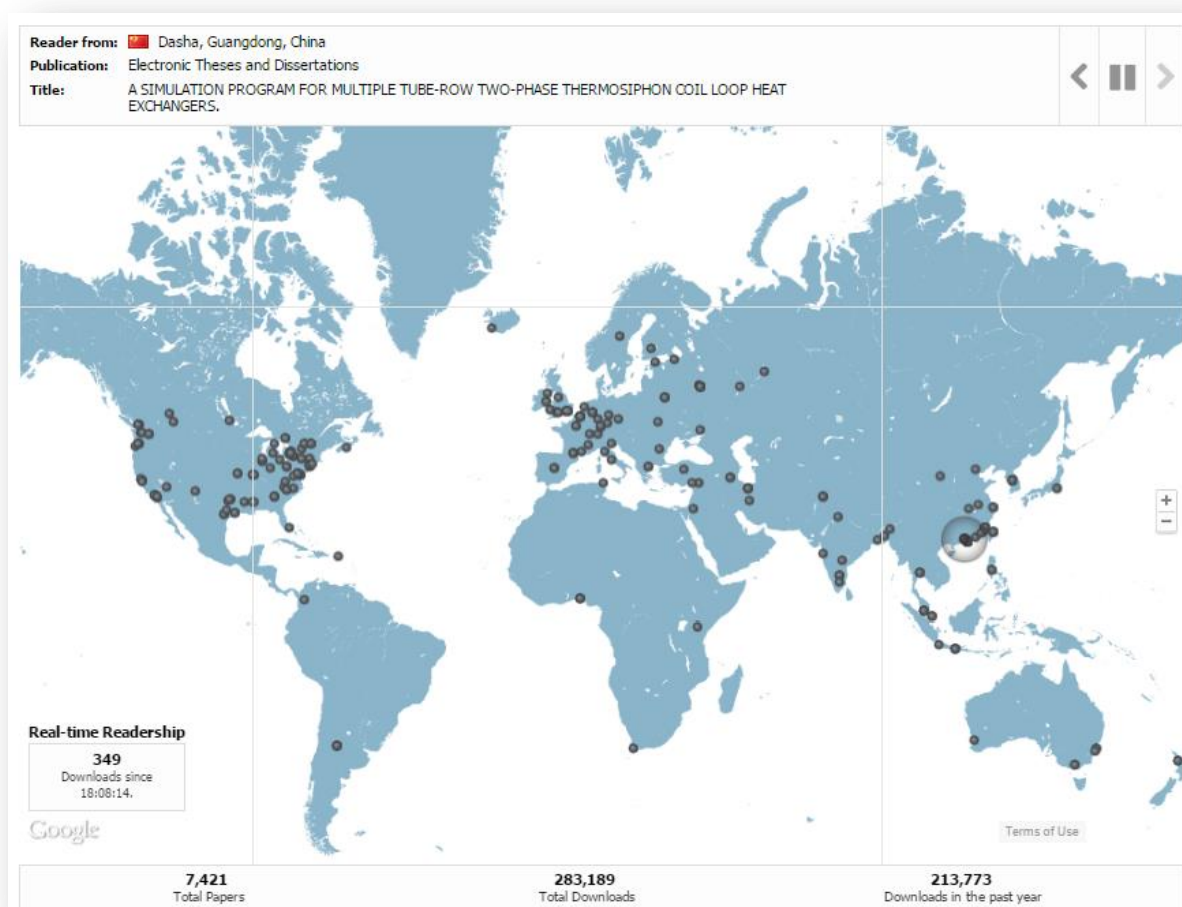 Reader from: Dasha, Guangdong, China
Publication: Electronic Theses and Dissertations
Title: A SIMULATION PROGRAM FOR MULTIPLE TUBE-ROW TWO-PHASE THERMOSIPHON COIL LOOP HEAT
EXCHANGERS.
+
−
Real-time Readership
349
Downloads since
18:08:14.
Google
Terms of Use
7,421
Total Papers
283,189
Total Downloads
213,773
Downloads in the past year